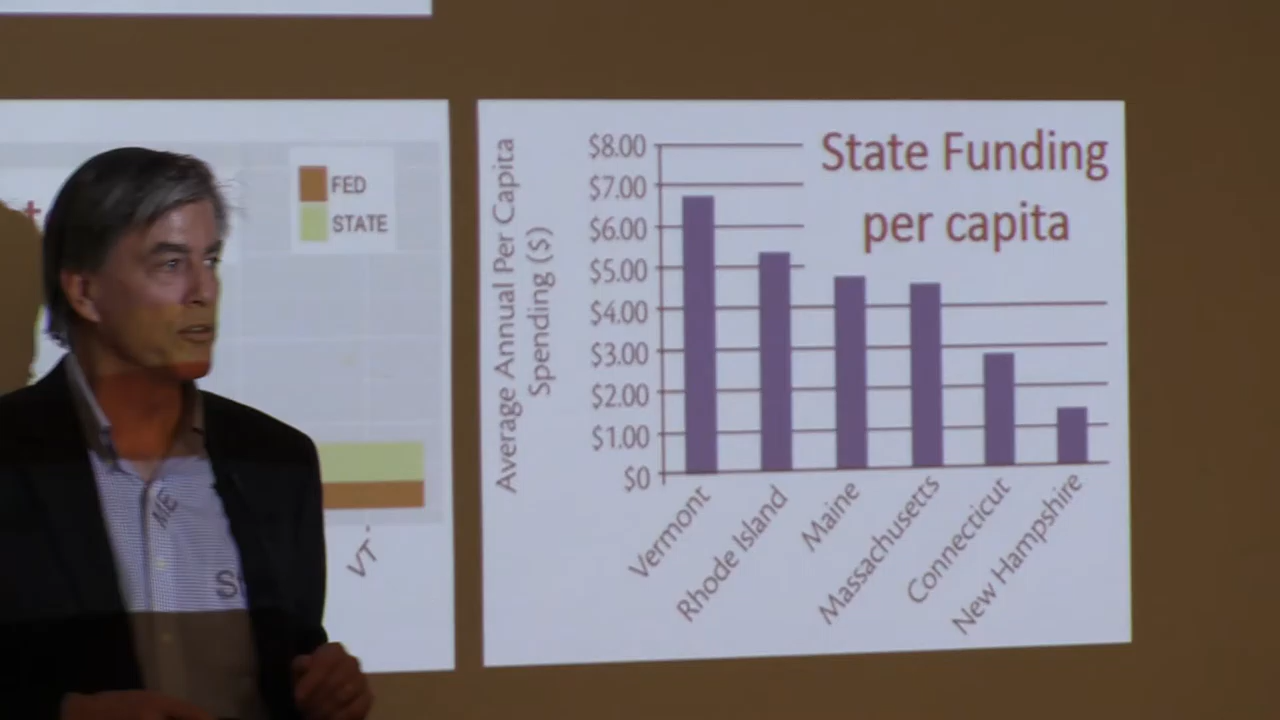 FED
STATE
VT
ME
State Funding
per capita
Average Annual Per Capita
Spending ($)
$8.00
$7.00
$6.00
$5.00
$4.00
$3.00
$2.00
$1.00
$0
Vermont
Rhode Island
Maine
Massachusetts
Connecticut
New Hampshire